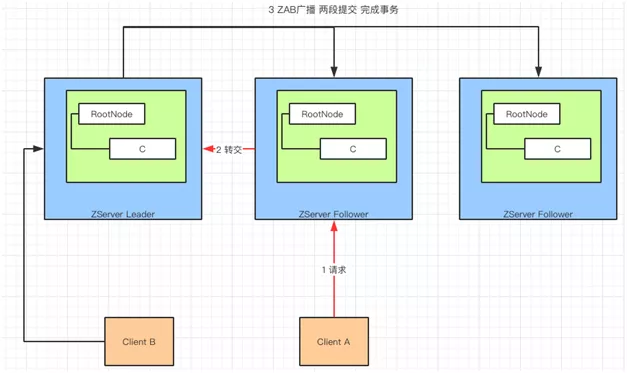 3 ZAB广播 两段提交 完成事务
RootNode
C
ZServer Leader
2 转交
RootNode
C
ZServer Follower
RootNode
C
ZServer Follower
1 请求
Client B
Client A